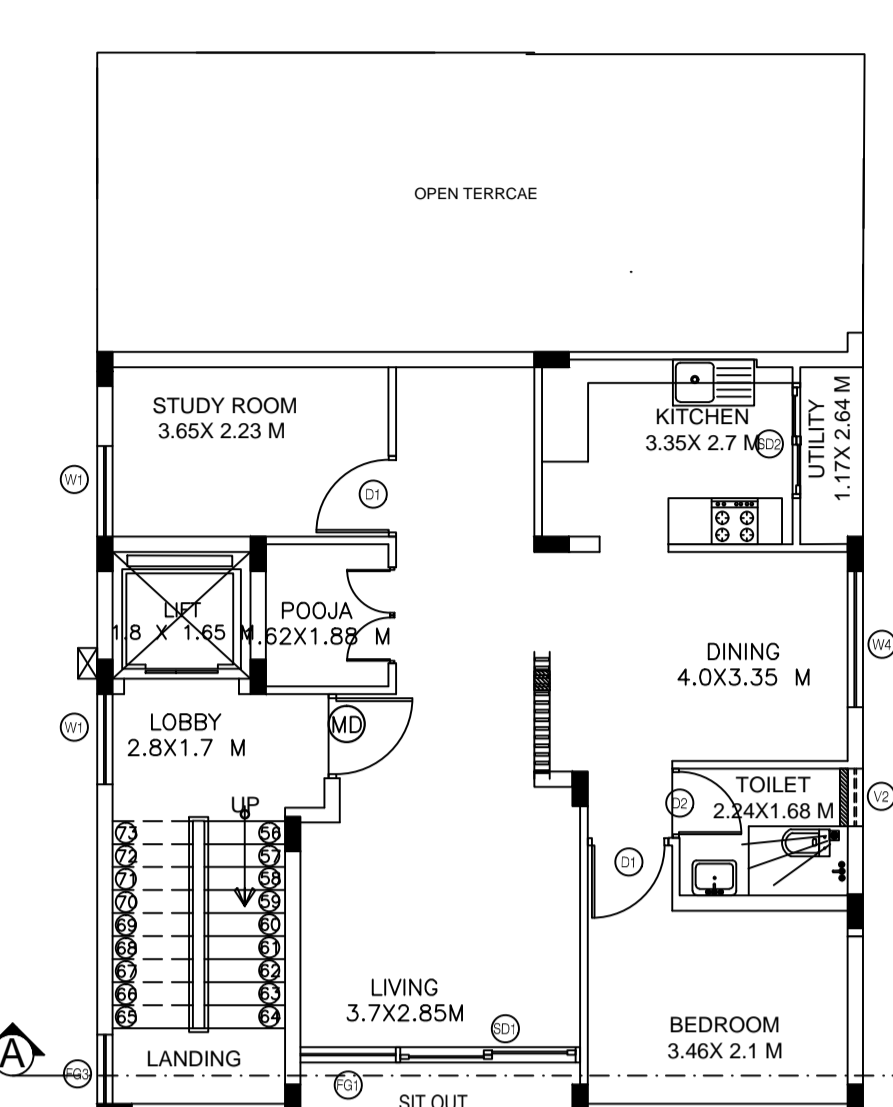 OPEN TERRCAE
STUDY ROOM
3.65X 2.23 M
KITCHEN
3.35X 2.7 M
SD2
UTILITY
1.17X 2.64 M
W1
D1
LIFT
1.8 X 1.65 M
POOJA
1.62X1.88 M
DINING
4.0X3.35 M
W4
LOBBY
2.8X1.7 M
W1
MD
TOILET
2.24X1.68 M
D2
V2
UP
73 56
72 57
71 58
70 59
69 60
68 61
67 62
66 63
65 64
D1
LIVING
3.7X2.85M
SD1
BEDROOM
3.46X 2.1 M
A
LANDING
FG3
FG1
SIT OUT